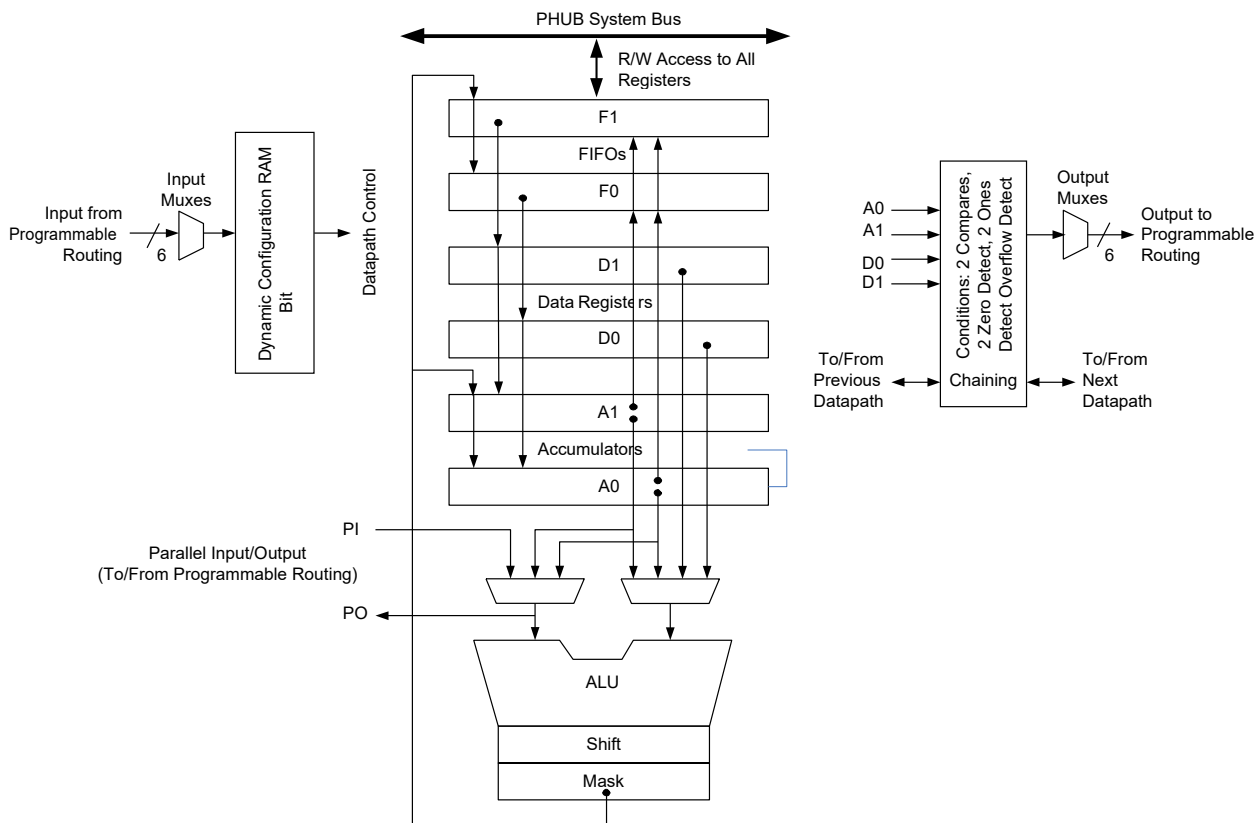 PHUB System Bus
R/W Access to All
Registers
F1
FIFOs
F0
D1
Data Registers
D0
A1
Accumulators
A0
Input from
Programmable
Routing
6
Input
Muxes
Dynamic Configuration RAM
Bit
Datapath Control
A0
A1
D0
D1
Conditions: 2 Compares,
2 Zero Detect, 2 Ones
Detect Overflow Detect
Output
Muxes
6
Output to
Programmable
Routing
To/From
Previous
Datapath
Chaining
To/From
Next
Datapath
PI
Parallel Input/Output
(To/From Programmable Routing)
PO
ALU
Shift
Mask